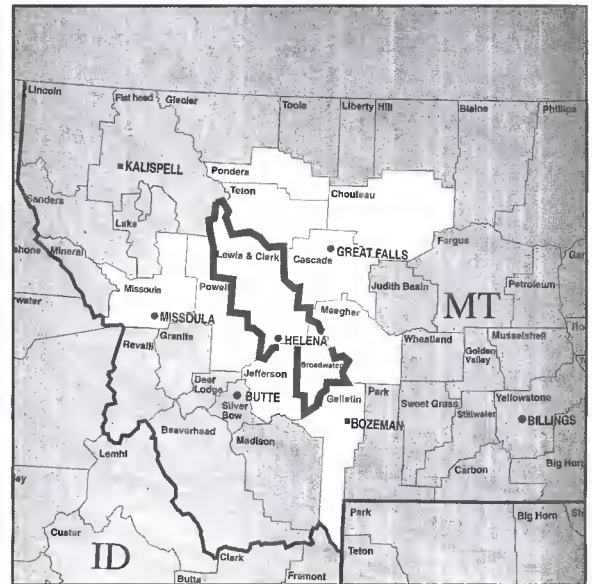 Lincoln
Flathead
Glacier
Toole
Liberty
Hill
Blaine
Phillips
KALISPELL
Pondera
Teton
Chouteau
Sanders
Lake
Lewis & Clark
Cascade
GREAT FALLS
Fergus
Mineral
Missoula
Powell
Judith Basin
MT
Petroleum
Meagher
MISSOULA
HELENA
Ravalli
Granite
Broadwater
Wheatland
Golden
Valley
Musselshell
Deer
Lodge
Jefferson
BUTTE
Silver
Bow
Gallatin
Park
Sweet Grass
Stillwater
Yellowstone
BILLINGS
BOZEMAN
Beaverhead
Madison
Lemhi
Carbon
Big Horn
Custer
ID
Clark
Butte
Fremont
Park
Teton
Big Horn